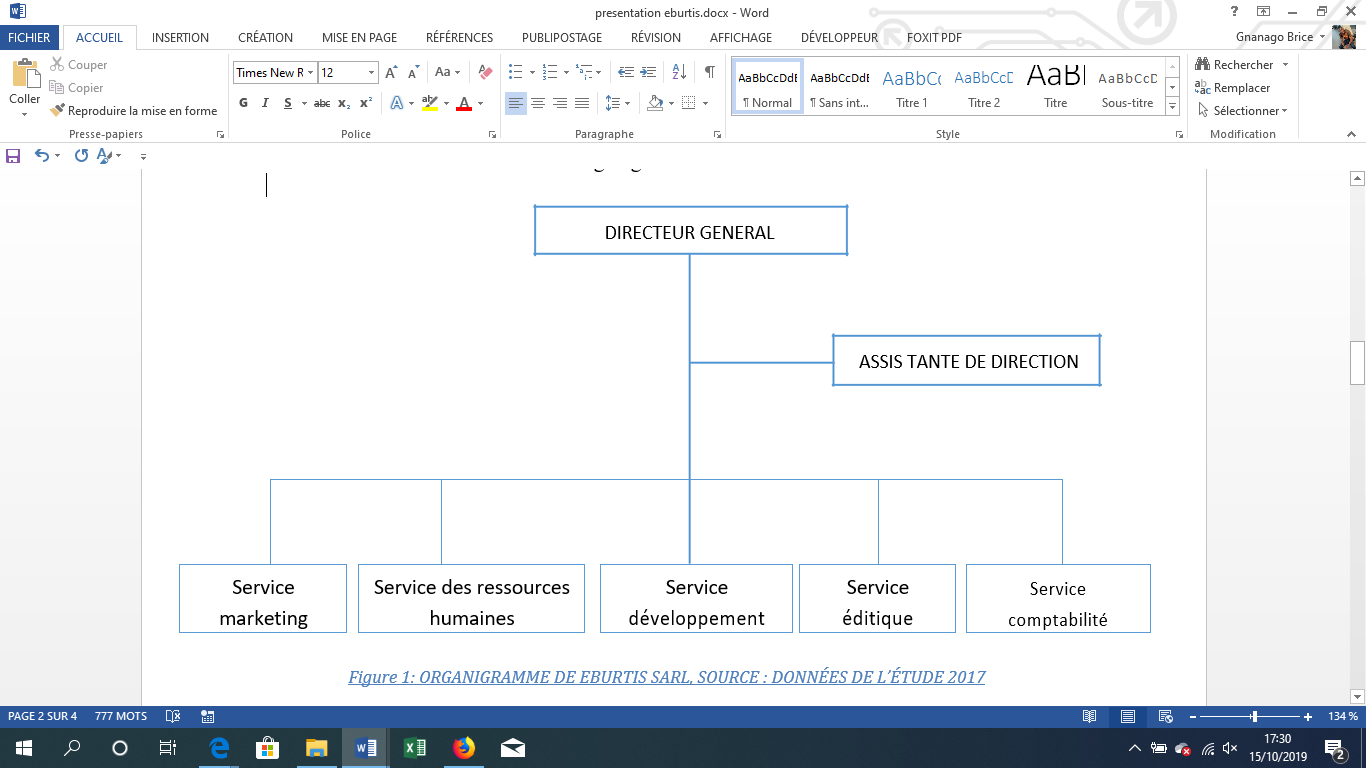 presentation eburtis.docx - Word
?
FICHIER ACCUEIL INSERTION CRÉATION MISE EN PAGE RÉFÉRENCES PUBLIPOSTAGE RÉVISION AFFICHAGE DÉVELOPPEUR FOXIT PDF Gnanago Brice
Coller
Couper
Copier
Reproduire la mise en forme
Presse-papiers
Times New R 12
Aa
G I S abc x₂ x²
Police
Paragraphe
AaBbCcDdE AaBbCcDdE AaBbCc AaBbCcD AaBl AaBbCcD
¶ Normal ¶ Sans int... Titre 1 Titre 2 Titre Sous-titre
Style
Rechercher
Remplacer
Sélectionner
Modification
DIRECTEUR GENERAL
ASSIS TANTE DE DIRECTION
Service
marketing
Service des ressources
humaines
Service
développement
Service
éditique
Service
comptabilité
Figure 1: ORGANIGRAMME DE EBURTIS SARL, SOURCE : DONNÉES DE L'ÉTUDE 2017
PAGE 2 SUR 4 777 MOTS 134 %
17:30
15/10/2019
2